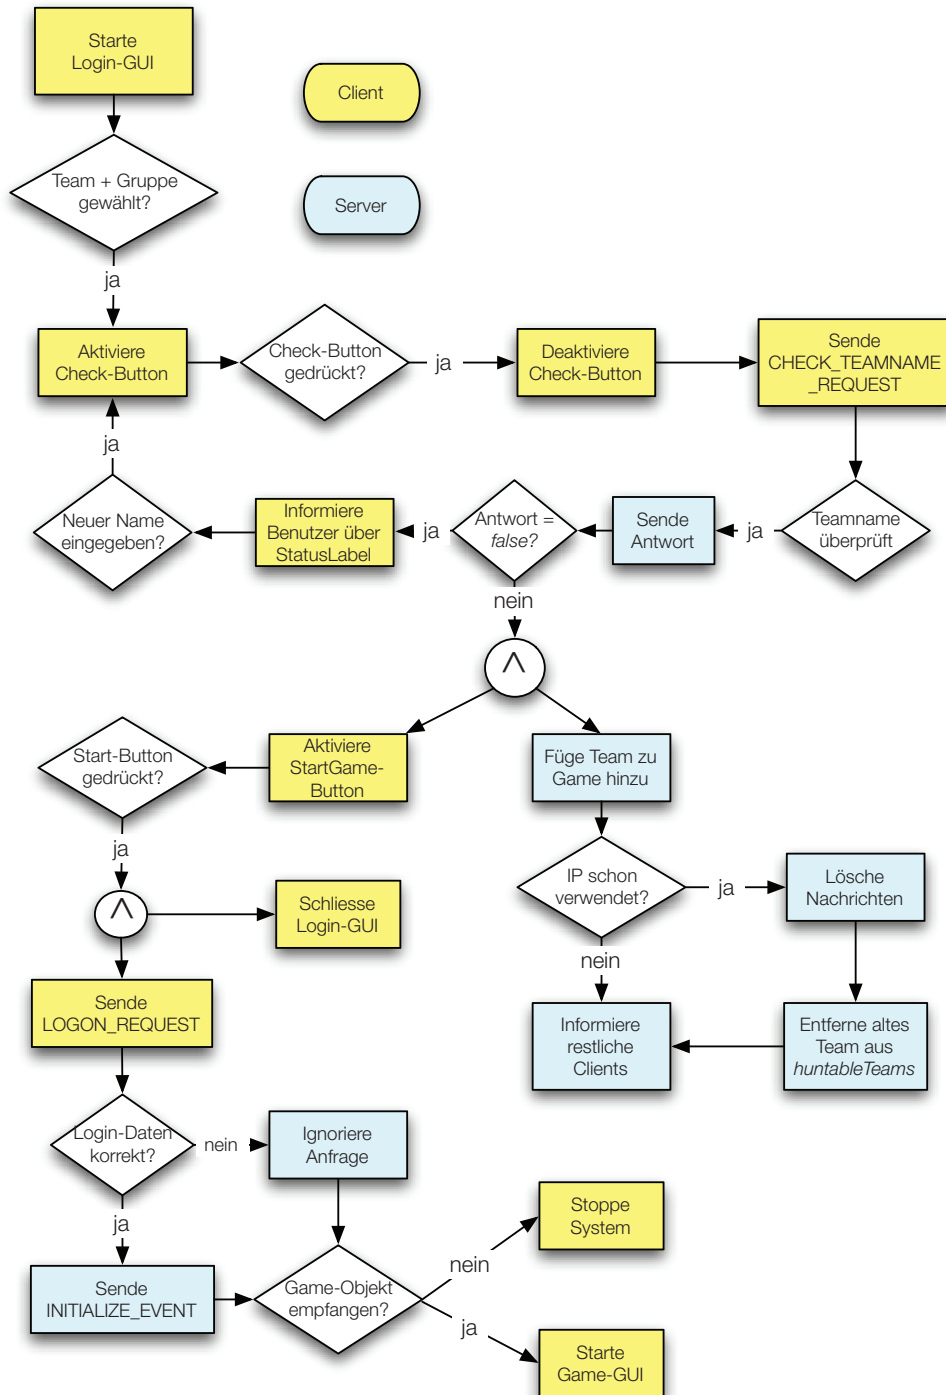 Starte
Login-GUI
Client
Team + Gruppe
gewählt?
Server
ja
Aktiviere
Check-Button
Check-Button
gedrückt?
ja
Deaktiviere
Check-Button
Sende
CHECK_TEAMNAME
_REQUEST
ja
Neuer Name
eingegeben?
Informiere
Benutzer über
StatusLabel
ja
Antwort =
false?
Sende
Antwort
ja
Teamname
überprüft
nein
∧
Start-Button
gedrückt?
Aktiviere
StartGame-
Button
Füge Team zu
Game hinzu
ja
IP schon
verwendet?
ja
Lösche
Nachrichten
∧
Schliesse
Login-GUI
nein
Sende
LOGON_REQUEST
Informiere
restliche
Clients
Entferne altes
Team aus
huntableTeams
Login-Daten
korrekt?
nein
Ignoriere
Anfrage
ja
Stoppe
System
nein
Sende
INITIALIZE_EVENT
Game-Objekt
empfangen?
ja
Starte
Game-GUI